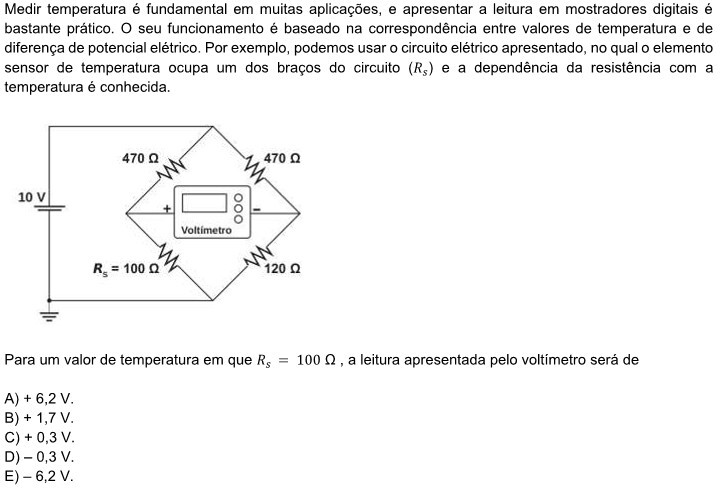 Medir temperatura é fundamental em muitas aplicações, e apresentar a leitura em mostradores digitais é
bastante prático. O seu funcionamento é baseado na correspondência entre valores de temperatura e de
diferença de potencial elétrico. Por exemplo, podemos usar o circuito elétrico apresentado, no qual o elemento
sensor de temperatura ocupa um dos braços do circuito (Rₛ) e a dependência da resistência com a
temperatura é conhecida.
470 Ω
470 Ω
10 V
+
–
Voltímetro
Rₛ = 100 Ω
120 Ω
Para um valor de temperatura em que Rₛ = 100 Ω , a leitura apresentada pelo voltímetro será de
A) + 6,2 V.
B) + 1,7 V.
C) + 0,3 V.
D) – 0,3 V.
E) – 6,2 V.